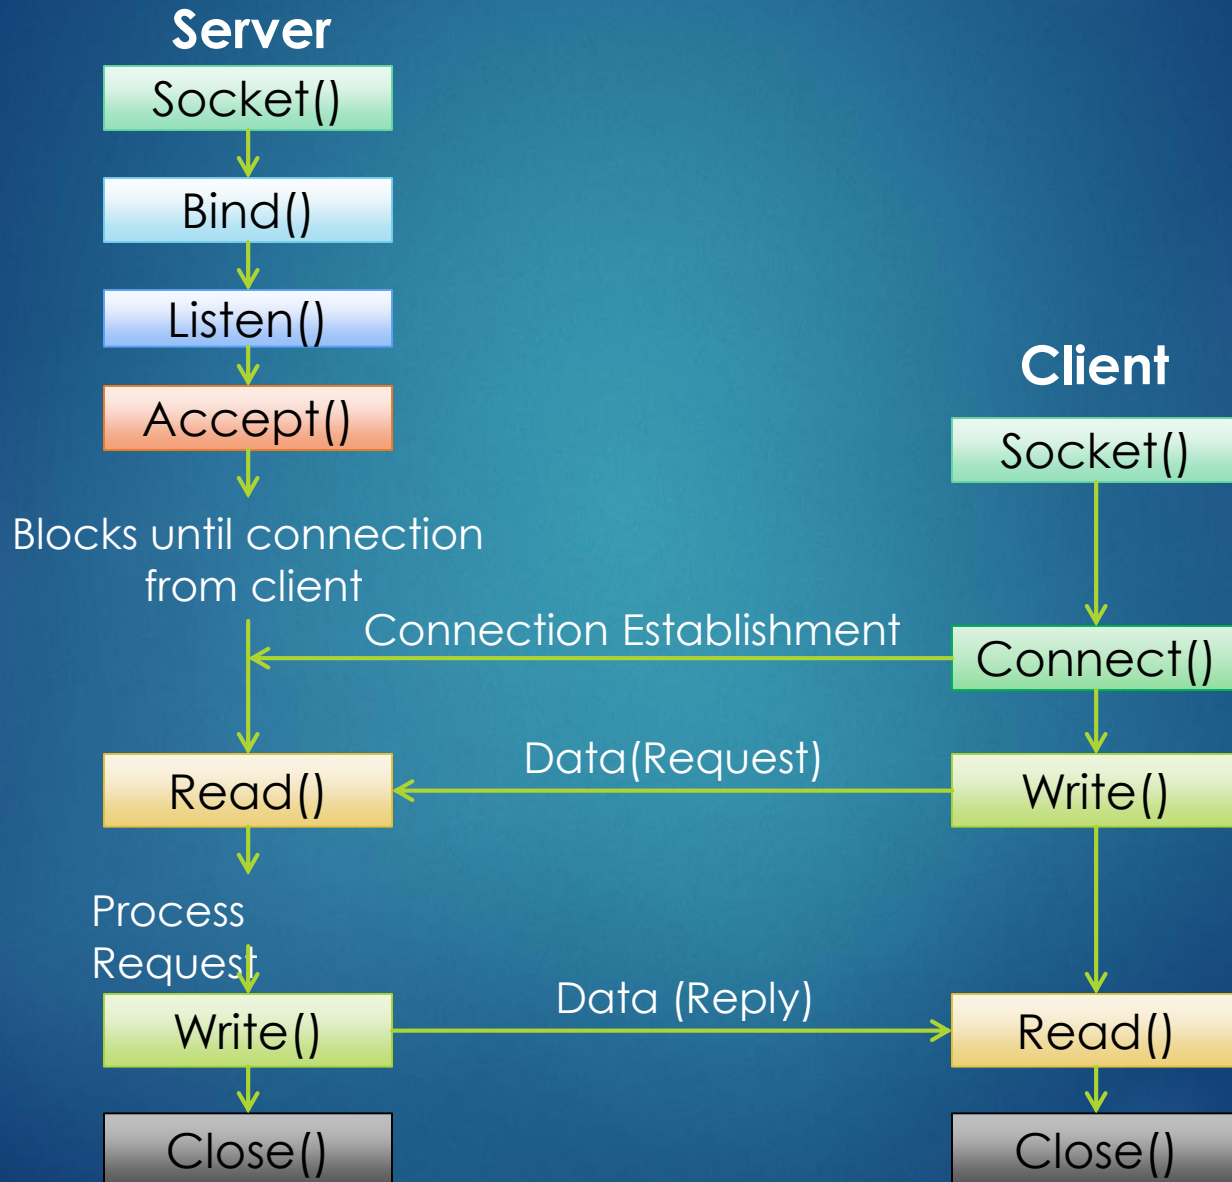 Server
Socket()
Bind()
Listen()
Accept()
Blocks until connection
from client
Client
Socket()
Connection Establishment
Connect()
Data(Request)
Read()
Write()
Process
Request
Data (Reply)
Write()
Read()
Close()
Close()